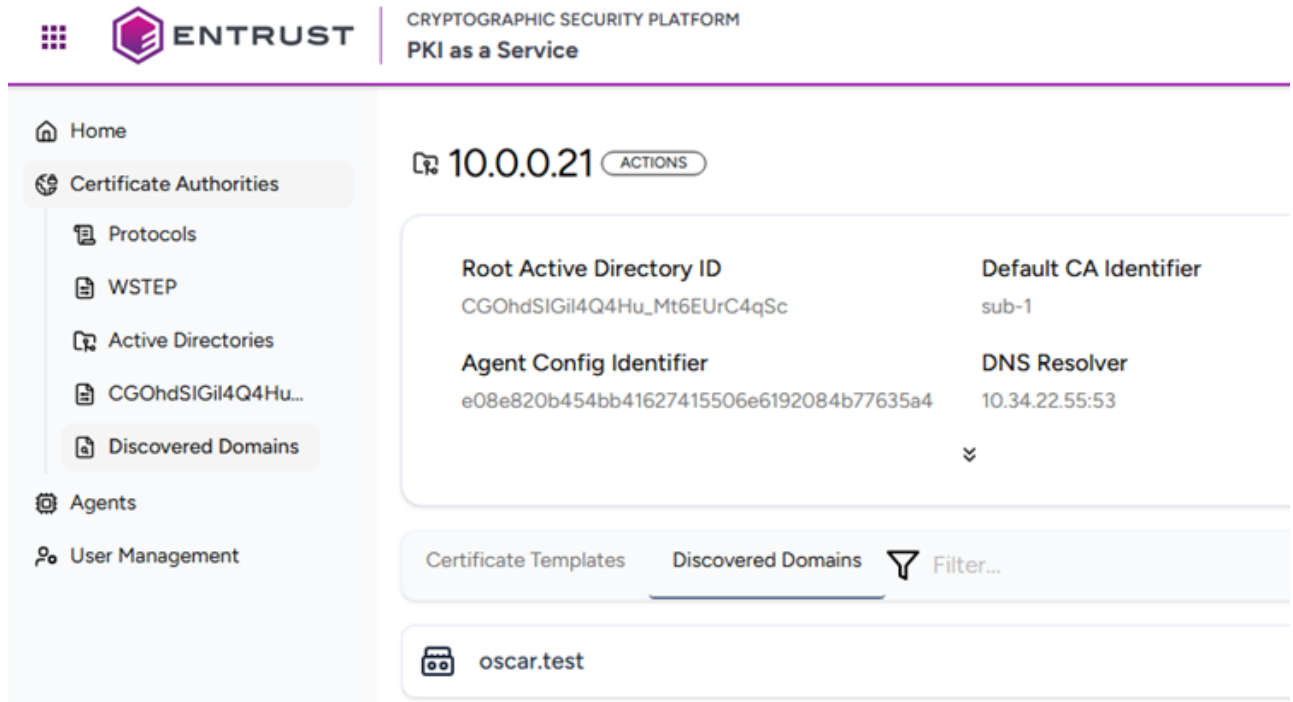 ENTRUST
CRYPTOGRAPHIC SECURITY PLATFORM
PKI as a Service
Home
Certificate Authorities
Protocols
WSTEP
Active Directories
CGOhdSIGil4Q4Hu...
Discovered Domains
Agents
User Management
10.0.0.21 ACTIONS
Root Active Directory ID
CGOhdSIGil4Q4Hu_Mt6EUrC4qSc
Default CA Identifier
sub-1
Agent Config Identifier
e08e820b454bb41627415506e6192084b77635a4
DNS Resolver
10.34.22.55:53
Certificate Templates Discovered Domains Filter...
oscar.test